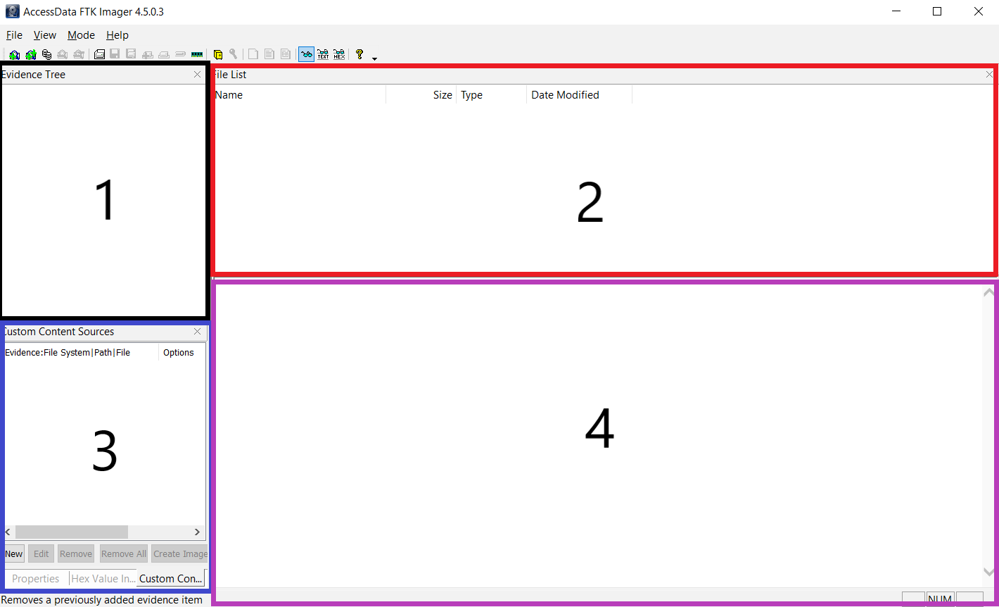 AccessData FTK Imager 4.5.0.3
File View Mode Help
TEXT HEX
Evidence Tree
File List
Name Size Type Date Modified
1
2
Custom Content Sources
Evidence:File System|Path|File Options
3
4
New Edit Remove Remove All Create Image
Properties Hex Value In... Custom Con...
Removes a previously added evidence item
NUM